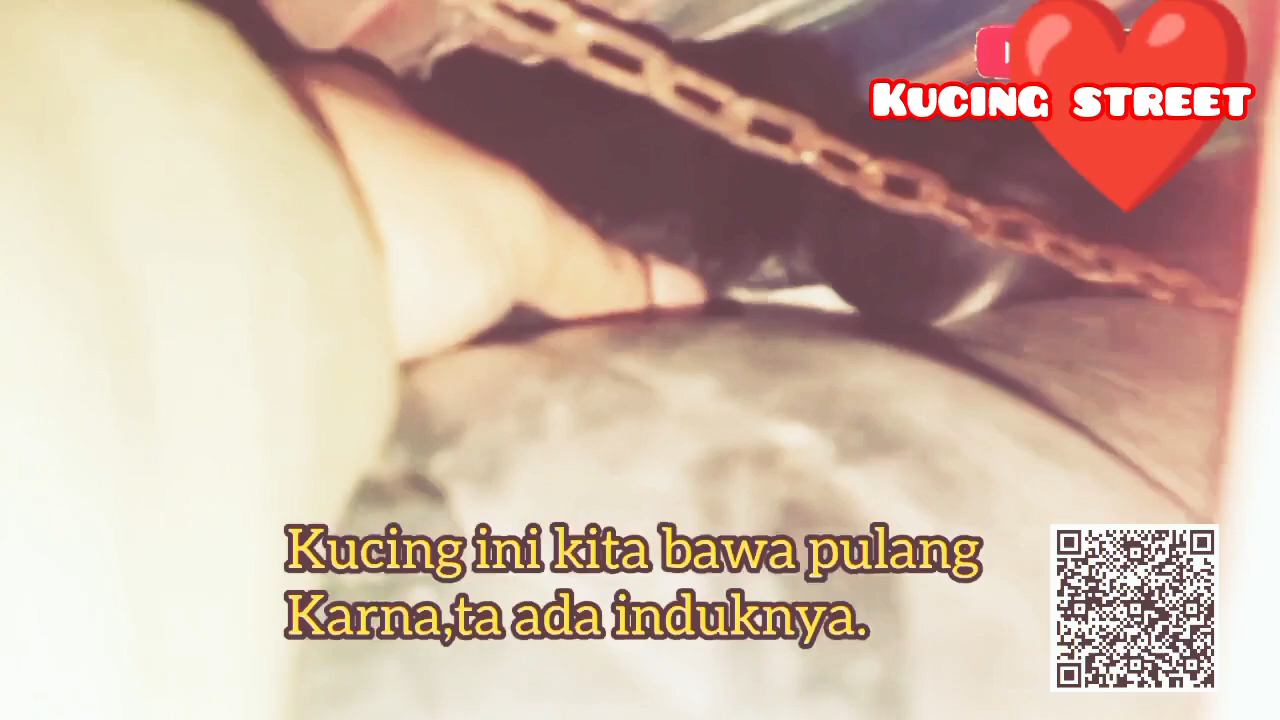 KUCING STREET
Kucing ini kita bawa pulang
Karna,ta ada induknya.